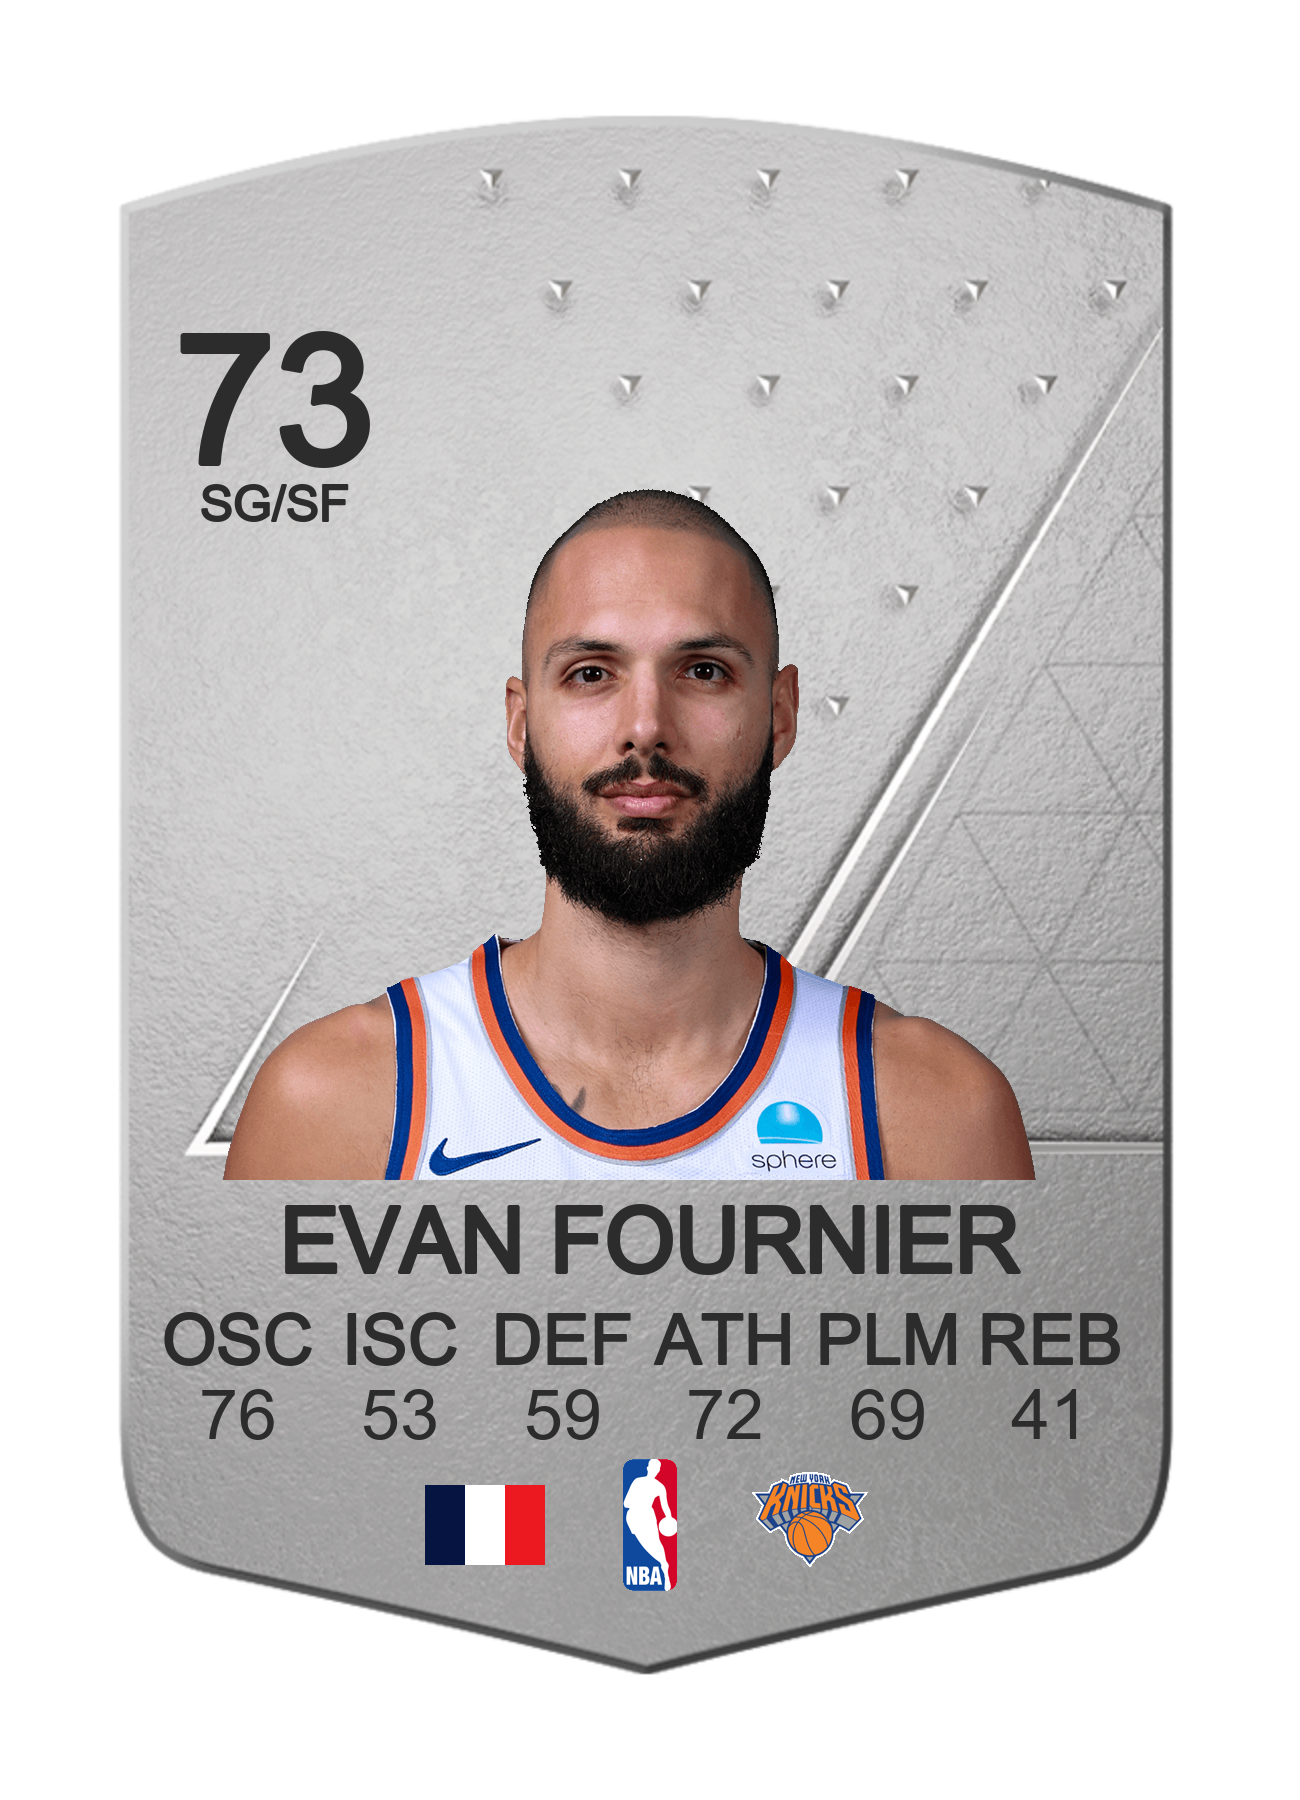 73
SG/SF
sphere
EVAN FOURNIER
OSC ISC DEF ATH PLM REB
76 53 59 72 69 41
NBA
NEW YORK
KNICKS